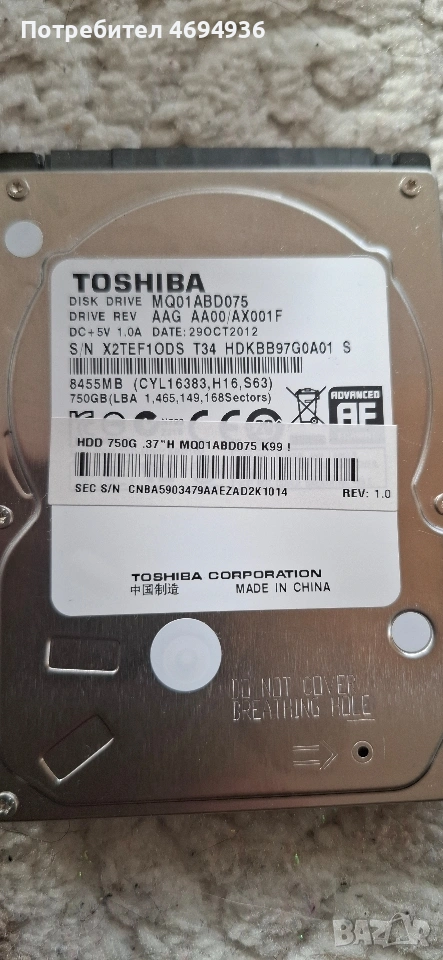 Потребител 4694936
TOSHIBA
DISK DRIVE MQ01ABD075
DRIVE REV AAG AA00/AX001F
DC+5V 1.0A DATE:29OCT2012
S/N X2TEF1ODS T34 HDKBB97G0A01 S
8455MB (CYL16383,H16,S63)
750GB(LBA 1,465,149,168Sectors)
ADVANCED
AF
HDD 750G .37"H MQ01ABD075 K99 !
SEC S/N CNBA5903479AAEZAD2K1014
REV: 1.0
TOSHIBA CORPORATION
中国制造 MADE IN CHINA
DO NOT COVER
BREATHING HOLE
BAZAR